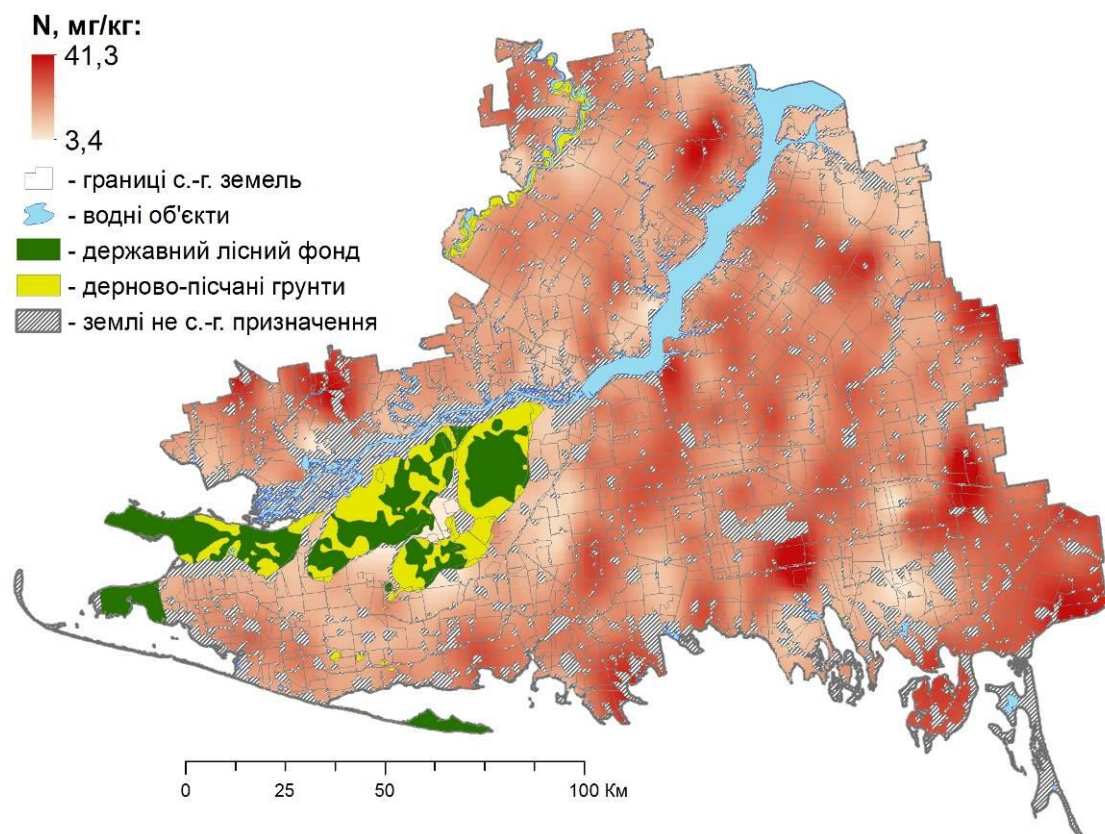 N, мг/кг:
41,3
3,4
- границі с.-г. земель
- водні об'єкти
- державний лісний фонд
- дерново-пісчані грунти
- землі не с.-г. призначення
0 25 50 100 Км